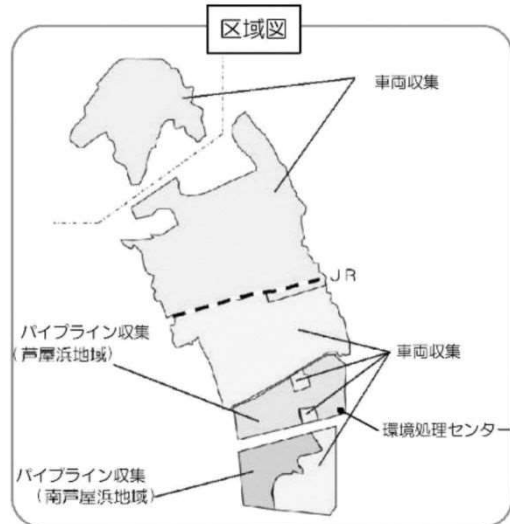 区域図
車両収集
JR
パイプライン収集
(芦屋浜地域)
車両収集
環境処理センター
パイプライン収集
(南芦屋浜地域)